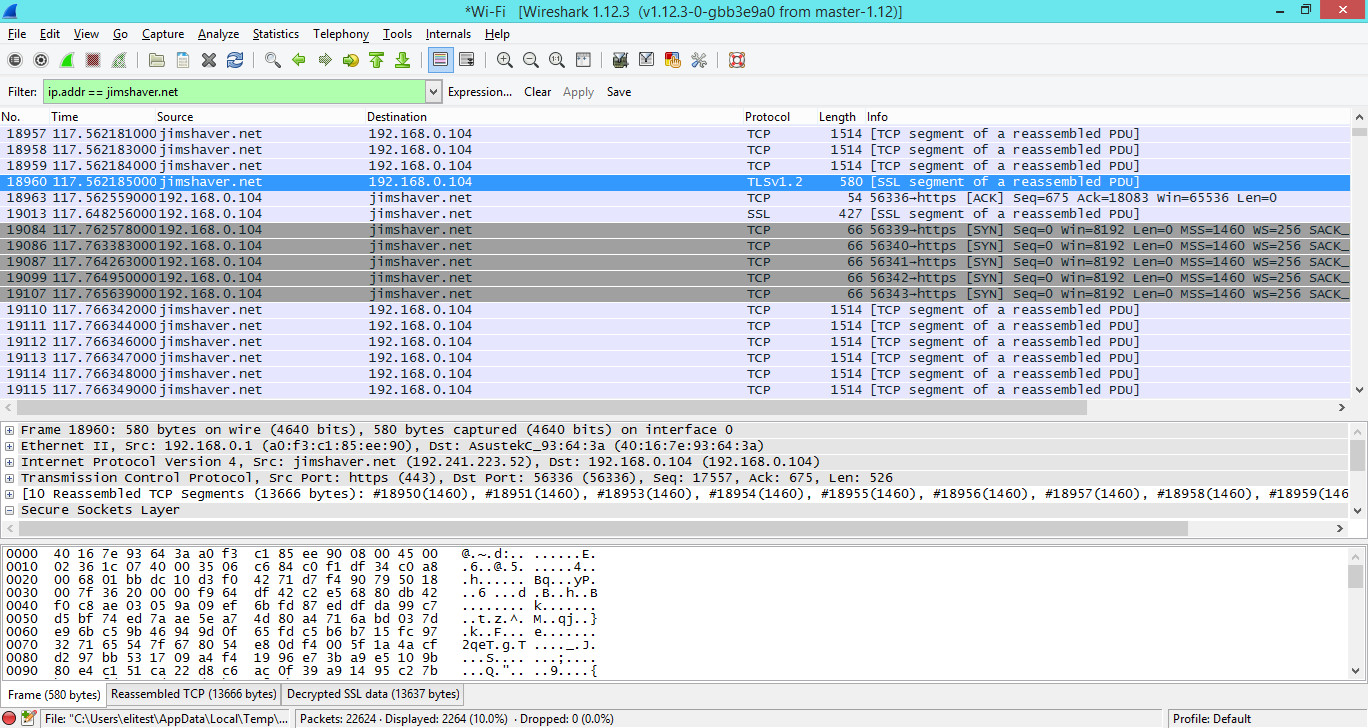 *Wi-Fi   [Wireshark 1.12.3  (v1.12.3-0-gbb3e9a0 from master-1.12)]
File Edit View Go Capture Analyze Statistics Telephony Tools Internals Help
Filter: ip.addr == jimshaver.net Expression... Clear Apply Save
No. Time Source Destination Protocol Length Info
18957 117.562181000 jimshaver.net 192.168.0.104 TCP 1514 [TCP segment of a reassembled PDU]
18958 117.562183000 jimshaver.net 192.168.0.104 TCP 1514 [TCP segment of a reassembled PDU]
18959 117.562184000 jimshaver.net 192.168.0.104 TCP 1514 [TCP segment of a reassembled PDU]
18960 117.562185000 jimshaver.net 192.168.0.104 TLSv1.2 580 [SSL segment of a reassembled PDU]
18963 117.562559000 192.168.0.104 jimshaver.net TCP 54 56336→https [ACK] Seq=675 Ack=18083 Win=65536 Len=0
19013 117.648256000 192.168.0.104 jimshaver.net SSL 427 [SSL segment of a reassembled PDU]
19084 117.762578000 192.168.0.104 jimshaver.net TCP 66 56339→https [SYN] Seq=0 Win=8192 Len=0 MSS=1460 WS=256 SACK_
19086 117.763383000 192.168.0.104 jimshaver.net TCP 66 56340→https [SYN] Seq=0 Win=8192 Len=0 MSS=1460 WS=256 SACK_
19087 117.764263000 192.168.0.104 jimshaver.net TCP 66 56341→https [SYN] Seq=0 Win=8192 Len=0 MSS=1460 WS=256 SACK_
19099 117.764950000 192.168.0.104 jimshaver.net TCP 66 56342→https [SYN] Seq=0 Win=8192 Len=0 MSS=1460 WS=256 SACK_
19107 117.765639000 192.168.0.104 jimshaver.net TCP 66 56343→https [SYN] Seq=0 Win=8192 Len=0 MSS=1460 WS=256 SACK_
19110 117.766342000 jimshaver.net 192.168.0.104 TCP 1514 [TCP segment of a reassembled PDU]
19111 117.766344000 jimshaver.net 192.168.0.104 TCP 1514 [TCP segment of a reassembled PDU]
19112 117.766346000 jimshaver.net 192.168.0.104 TCP 1514 [TCP segment of a reassembled PDU]
19113 117.766347000 jimshaver.net 192.168.0.104 TCP 1514 [TCP segment of a reassembled PDU]
19114 117.766348000 jimshaver.net 192.168.0.104 TCP 1514 [TCP segment of a reassembled PDU]
19115 117.766349000 jimshaver.net 192.168.0.104 TCP 1514 [TCP segment of a reassembled PDU]
Frame 18960: 580 bytes on wire (4640 bits), 580 bytes captured (4640 bits) on interface 0
Ethernet II, Src: 192.168.0.1 (a0:f3:c1:85:ee:90), Dst: AsustekC_93:64:3a (40:16:7e:93:64:3a)
Internet Protocol Version 4, Src: jimshaver.net (192.241.223.52), Dst: 192.168.0.104 (192.168.0.104)
Transmission Control Protocol, Src Port: https (443), Dst Port: 56336 (56336), Seq: 17557, Ack: 675, Len: 526
[10 Reassembled TCP Segments (13666 bytes): #18950(1460), #18951(1460), #18953(1460), #18954(1460), #18955(1460), #18956(1460), #18957(1460), #18958(1460), #18959(146
Secure Sockets Layer
0000 40 16 7e 93 64 3a a0 f3 c1 85 ee 90 08 00 45 00 @.~.d:.. ......E.
0010 02 36 1c 07 40 00 35 06 c6 84 c0 f1 df 34 c0 a8 .6..@.5. .....4..
0020 00 68 01 bb dc 10 d3 f0 42 71 d7 f4 90 79 50 18 .h...... Bq...yP.
0030 00 7f 36 20 00 00 f9 64 df 42 c2 e5 68 80 db 42 ..6 ...d .B..h..B
0040 f0 c8 ae 03 05 9a 09 ef 6b fd 87 ed df da 99 c7 ........ k.......
0050 d5 bf 74 ed 7a ae 5e a7 4d 80 a4 71 6a bd 03 7d ..t.z.^. M..qj..}
0060 e9 6b c5 9b 46 94 9d 0f 65 fd c5 b6 b7 15 fc 97 .k..F... e.......
0070 32 71 65 54 7f 67 80 54 e8 0d f4 00 5f 1a 4a cf 2qeT.g.T ...._.J.
0080 d2 97 bb 53 17 09 a4 f4 19 96 e7 3b a9 e5 10 9b ...S.... ...;....
0090 80 e4 c1 51 ca 22 d8 c6 ac 0f 39 a9 14 95 c2 7b ...Q.".. ..9....{
Frame (580 bytes) Reassembled TCP (13666 bytes) Decrypted SSL data (13637 bytes)
File: "C:\Users\elitest\AppData\Local\Temp\... Packets: 22624 · Displayed: 2264 (10.0%) · Dropped: 0 (0.0%) Profile: Default